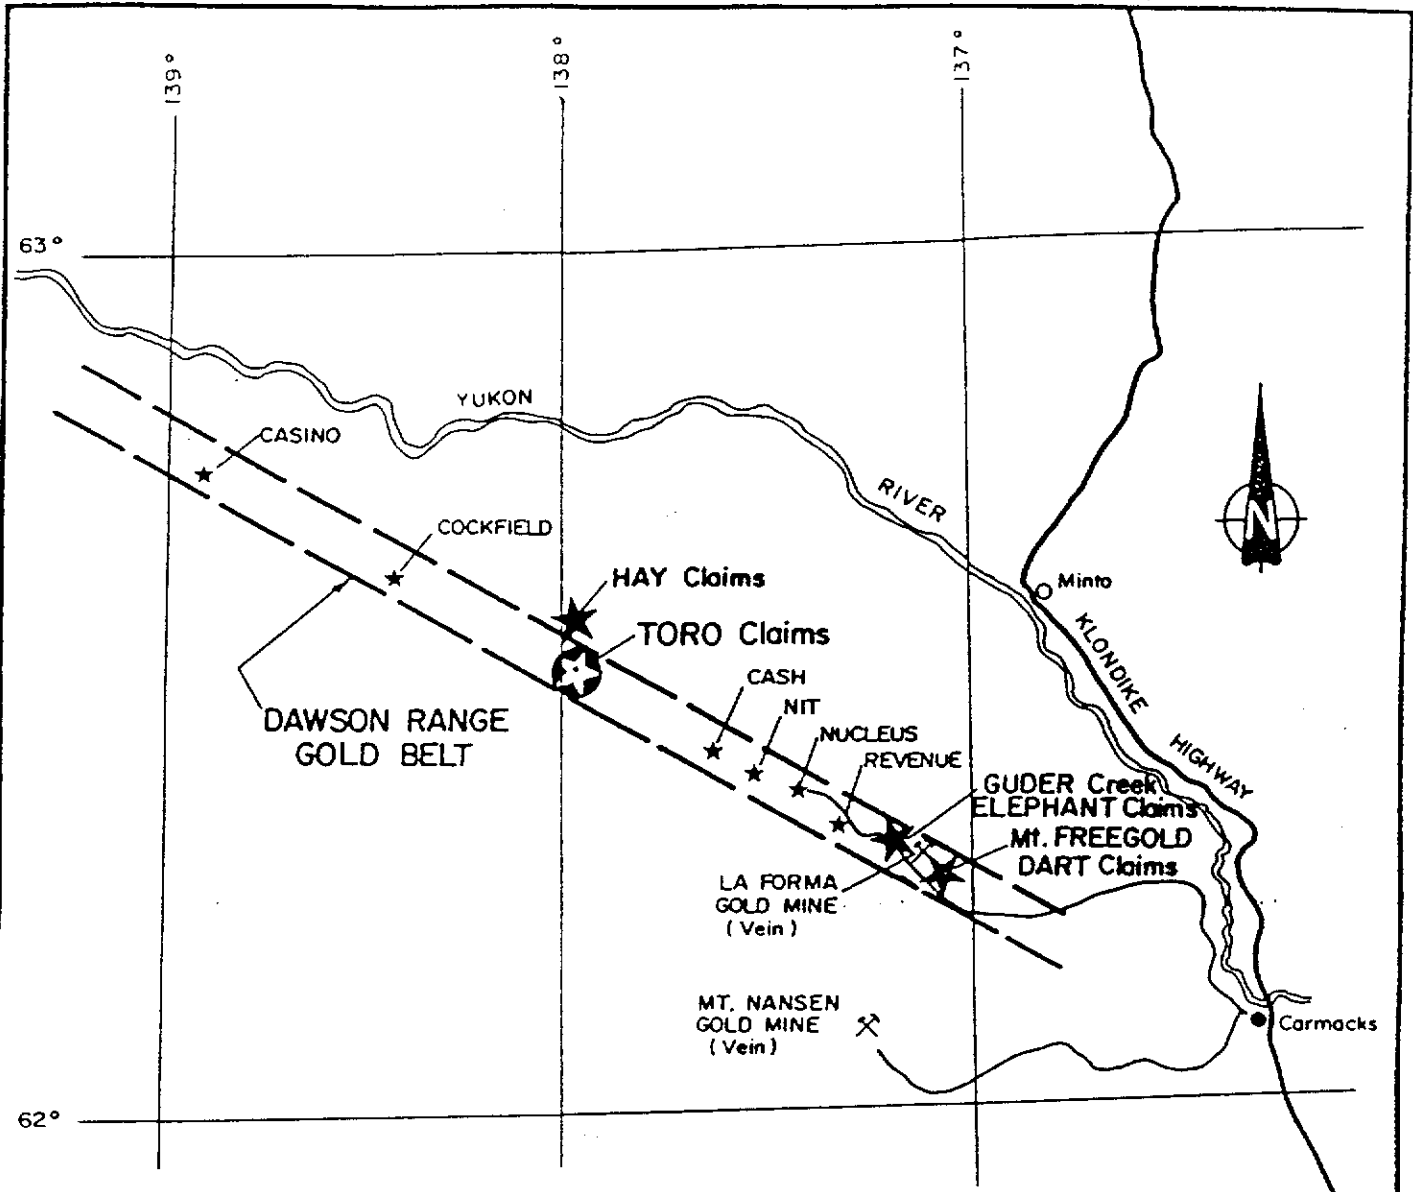 139°
138°
137°
63°
YUKON
CASINO
RIVER
COCKFIELD
N
HAY Claims
Minto
TORO Claims
KLONDIKE
CASH
DAWSON RANGE
GOLD BELT
NIT
NUCLEUS
REVENUE
HIGHWAY
GUDER Creek,
ELEPHANT Claims
Mt. FREEGOLD
DART Claims
LA FORMA
GOLD MINE
(Vein)
MT. NANSEN
GOLD MINE
(Vein)
Carmacks
62°